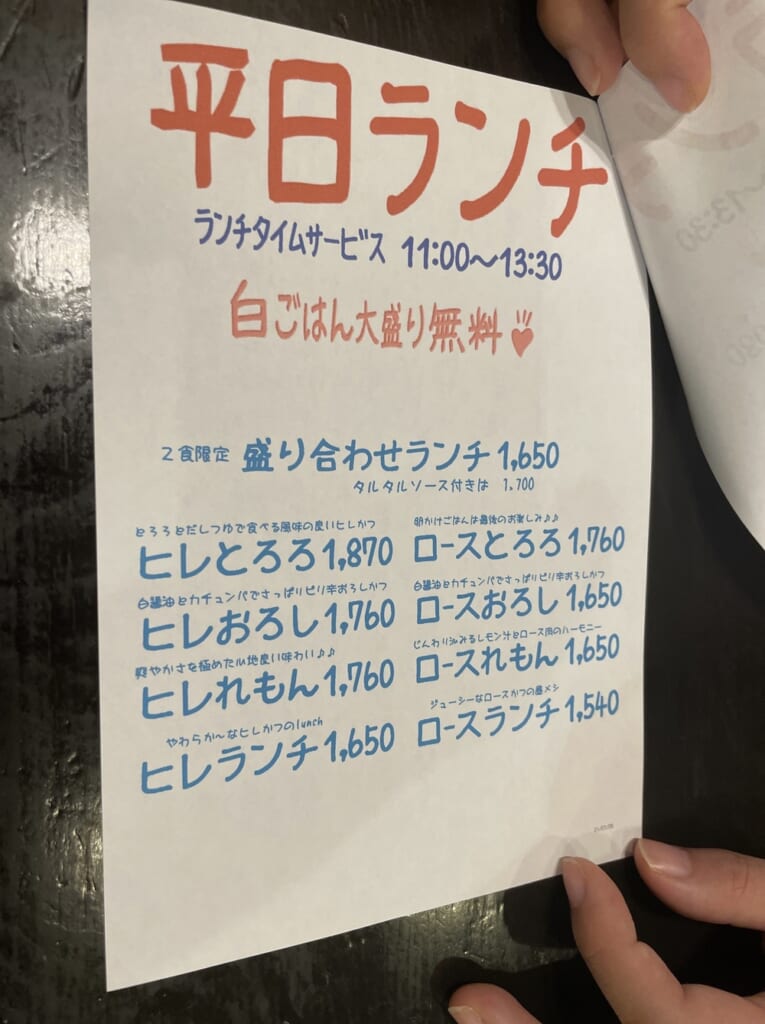 平日ランチ
ランチタイムサービス 11:00～13:30
白ごはん大盛り無料
2食限定 盛り合わせランチ 1,650
タルタルソース付きは 1,700
とろろとだしつゆで食べる風味の良いヒレかつ
ヒレとろろ 1,870
卵かけごはんは最後のお楽しみ♪♪
ロースとろろ 1,760
白醤油とカチュンバでさっぱりピリ辛おろしかつ
ヒレおろし 1,760
白醤油とカチュンバでさっぱりピリ辛おろしかつ
ロースおろし 1,650
爽やかさを極めた心地良い味わい♪♪
ヒレれもん 1,760
じんわり沁みるレモン汁とロース肉のハーモニー
ロースれもん 1,650
やわらか〜なヒレかつのlunch
ヒレランチ 1,650
ジューシーなロースかつの昼メシ
ロースランチ 1,540
13:30